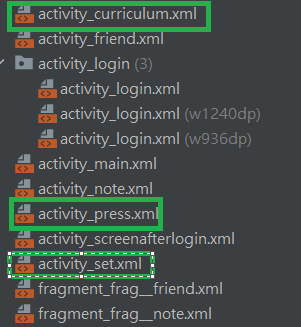 activity_curriculum.xml
activity_friend.xml
activity_login (3)
activity_login.xml
activity_login.xml (w1240dp)
activity_login.xml (w936dp)
activity_main.xml
activity_note.xml
activity_press.xml
activity_screenafterlogin.xml
activity_set.xml
fragment_frag__friend.xml
fragment_frag__note.xml